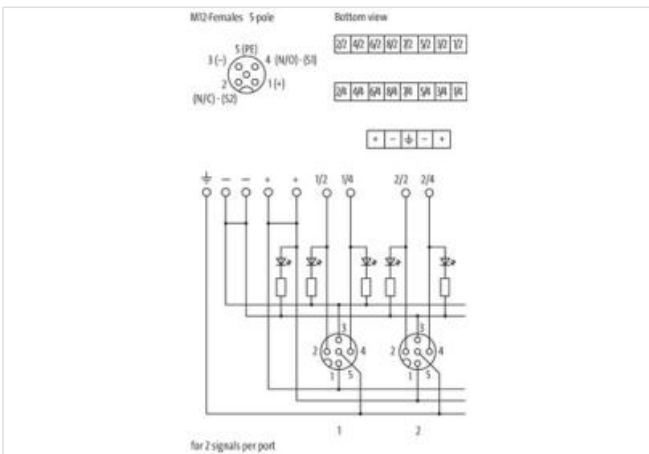 M12-Females 5-pole
Bottom view
5 (PE)
3 (−)
4 (N/O) - (S1)
2
1 (+)
(N/C) - (S2)
2/2 4/2 6/2 8/2 7/2 5/2 3/2 1/2
2/4 4/4 6/4 8/4 7/4 5/4 3/4 1/4
+ − ⏚ − +
⏚ − − + + 1/2 1/4 2/2 2/4
3 3
2 4 2 4
1 5 1 5
1 2
for 2 signals per port